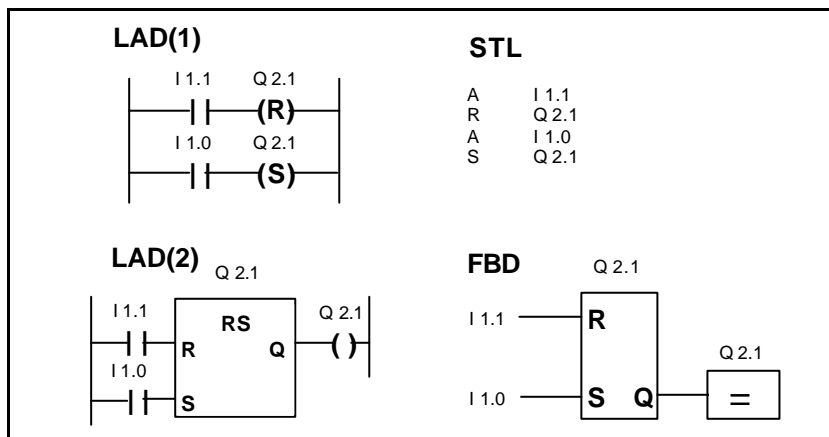 LAD(1)
I 1.1 Q 2.1
(R)
I 1.0 Q 2.1
(S)
STL
A I 1.1
R Q 2.1
A I 1.0
S Q 2.1
LAD(2)
Q 2.1
I 1.1 RS Q 2.1
R Q ( )
I 1.0
S
FBD
Q 2.1
I 1.1 R
Q 2.1
I 1.0 S Q =